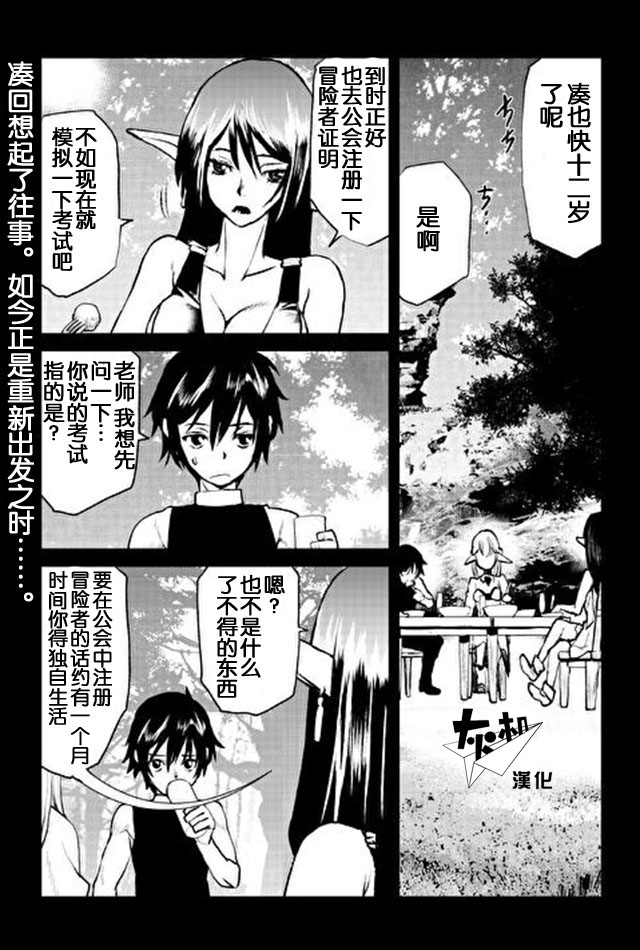 凑也快十二岁
了呢
是啊
到时正好
也去公会注册一下
冒险者证明
不如现在就
模拟一下考试吧
老师 我想先
问一下…
你说的考试
指的是？
嗯？
也不是什么
了不得的东西
要在公会中注册
冒险者的话约有一个月
时间你得独自生活
凑回想起了往事。如今正是重新出发之时……。
灰机
漢化